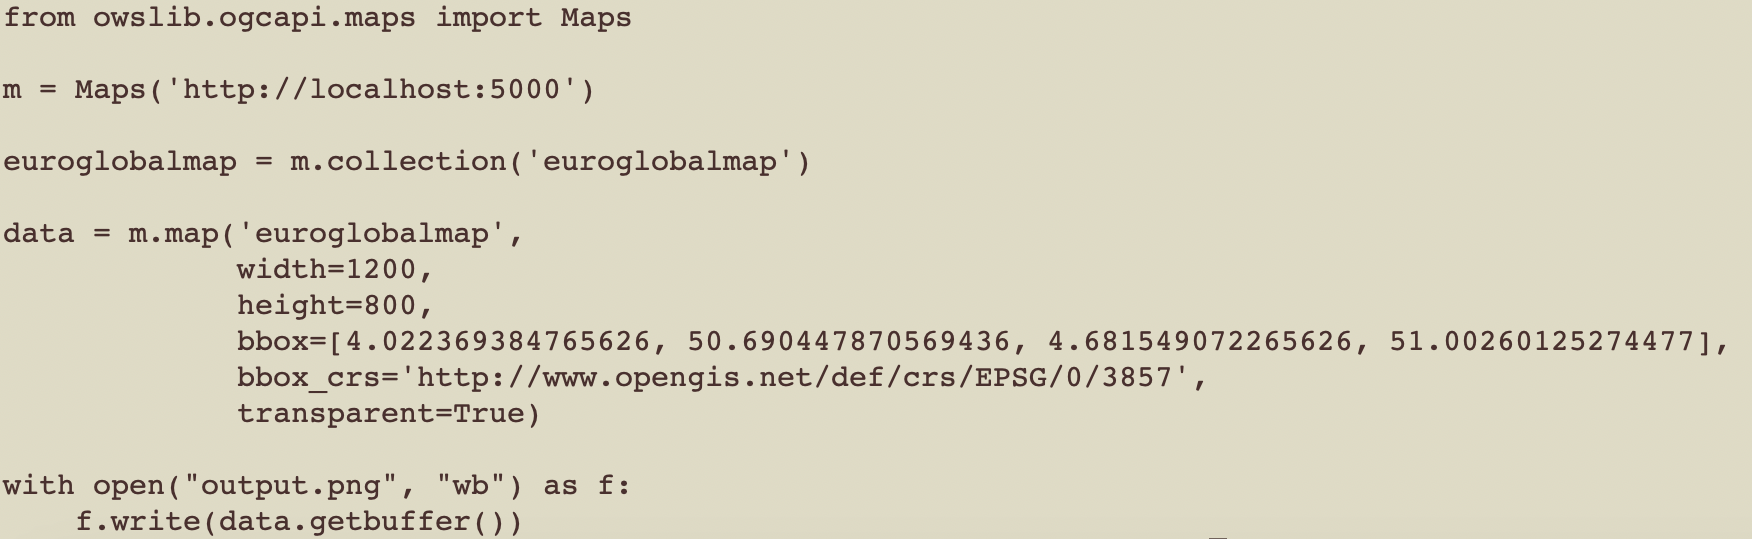 from owslib.ogcapi.maps import Maps
m = Maps('http://localhost:5000')
euroglobalmap = m.collection('euroglobalmap')
data = m.map('euroglobalmap',
             width=1200,
             height=800,
             bbox=[4.022369384765626, 50.690447870569436, 4.681549072265626, 51.00260125274477],
             bbox_crs='http://www.opengis.net/def/crs/EPSG/0/3857',
             transparent=True)
with open("output.png", "wb") as f:
    f.write(data.getbuffer())